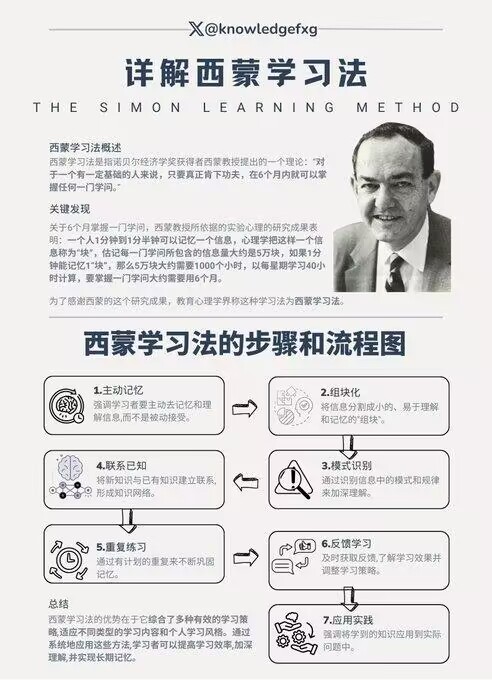 @knowledgefxg
详解西蒙学习法
THE SIMON LEARNING METHOD
西蒙学习法概述
西蒙学习法是指诺贝尔经济学奖获得者西蒙教授提出的一个理论：“对
于一个有一定基础的人来说，只要真正肯下功夫，在6个月内就可以掌
握任何一门学问。”
关键发现
关于6个月掌握一门学问，西蒙教授所依据的实验心理的研究成果表
明：一个人1分钟到1分半钟可以记忆一个信息，心理学把这样一个信
息称为“块”，估记每一门学问所包含的信息量大约是5万块，如果1分
钟能记忆1“块”，那么5万块大约需要1000个小时，以每星期学习40小
时计算，要掌握一门学问大约需要用6个月。
为了感谢西蒙的这个研究成果，教育心理学界称这种学习法为西蒙学习法。
西蒙学习法的步骤和流程图
1.主动记忆
强调学习者要主动去记忆和理
解信息,而不是被动接受。
2.组块化
将信息分割成小的、易于理解
和记忆的“组块”。
4.联系已知
将新知识与已有知识建立联系,
形成知识网络。
3.模式识别
通过识别信息中的模式和规律
来加深理解。
5.重复练习
通过有计划的重复来不断巩固
记忆。
6.反馈学习
及时获取反馈,了解学习效果并
调整学习策略。
总结
西蒙学习法的优势在于它综合了多种有效的学习策
略,适应不同类型的学习内容和个人学习风格。通过
系统地应用这些方法,学习者可以提高学习效率,加深
理解,并实现长期记忆。
7.应用实践
强调将学到的知识应用到实际
问题中。